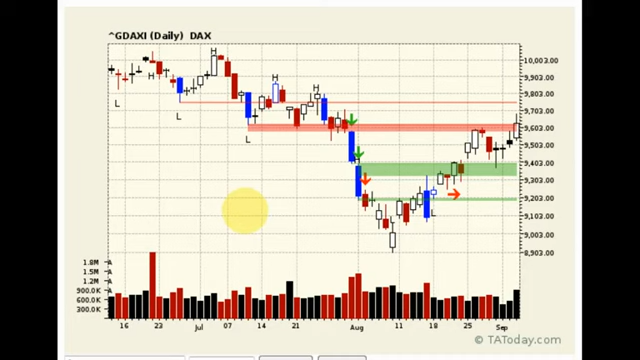 ^GDAXI (Daily) DAX
10,003.00
9,903.00
9,803.00
9,703.00
9,603.00
9,503.00
9,403.00
9,303.00
9,203.00
9,103.00
9,003.00
8,903.00
H
H
H
H
H
L
L
L
L
1.8M A
1.5M A
1.2M A
900.0K A
600.0K
300.0K
16 23 Jul 07 14 21 Aug 11 18 25 Sep
© TAToday.com